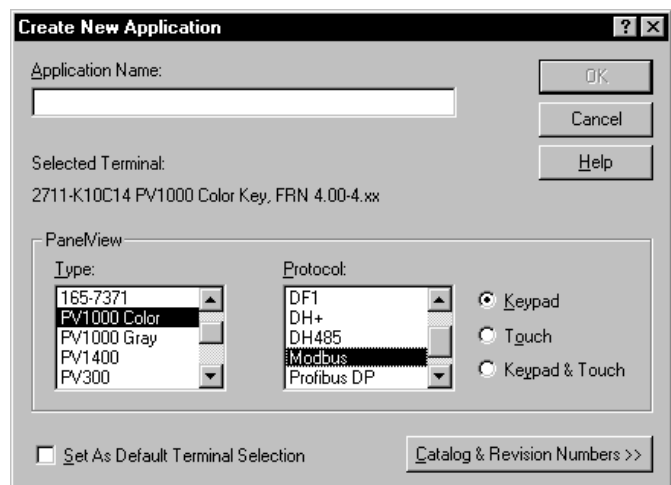 Create New Application
Application Name:
OK
Cancel
Help
Selected Terminal:
2711-K10C14 PV1000 Color Key, FRN 4.00-4.xx
PanelView
Type:
165-7371
PV1000 Color
PV1000 Gray
PV1400
PV300
Protocol:
DF1
DH+
DH485
Modbus
Profibus DP
Keypad
Touch
Keypad & Touch
Set As Default Terminal Selection
Catalog & Revision Numbers >>